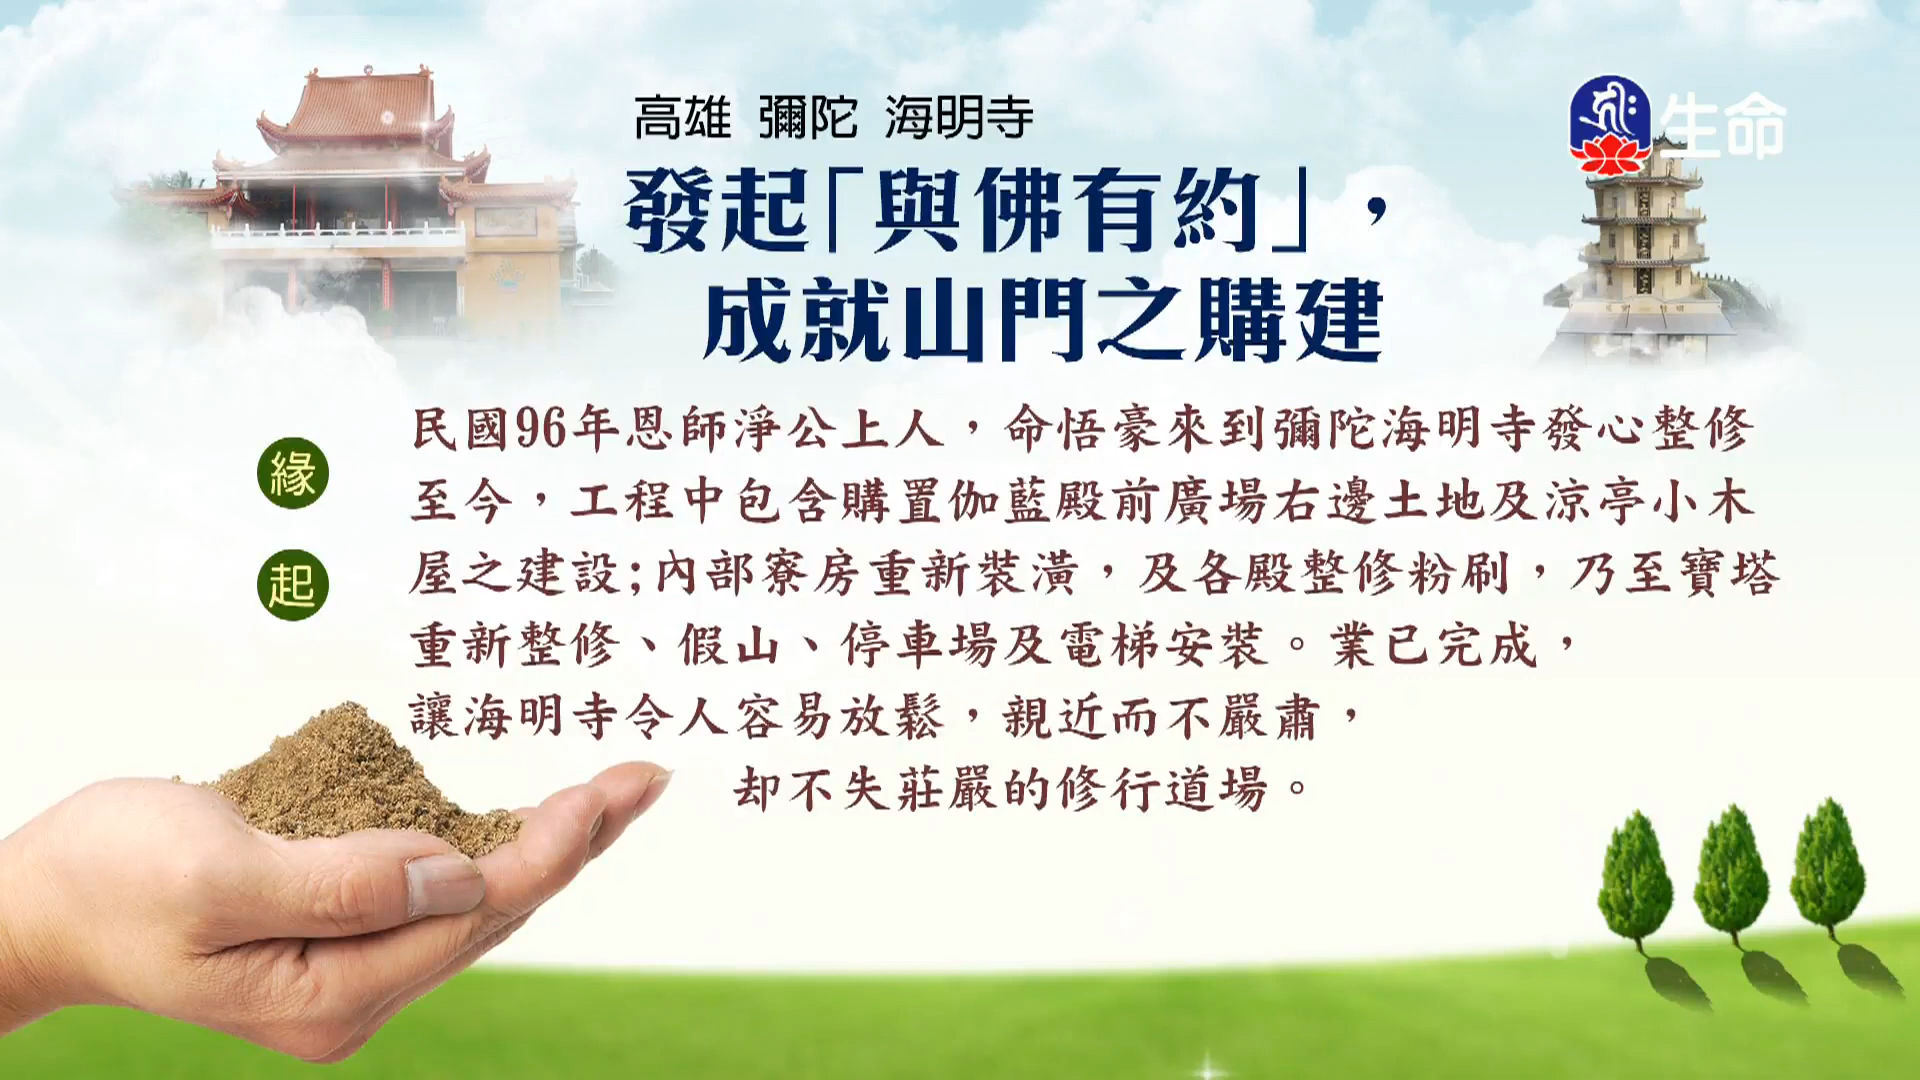 高雄 彌陀 海明寺
生命
發起「與佛有約」，
成就山門之購建
緣起
民國96年恩師淨公上人，命悟豪來到彌陀海明寺發心整修
至今，工程中包含購置伽藍殿前廣場右邊土地及涼亭小木
屋之建設;內部寮房重新裝潢，及各殿整修粉刷，乃至寶塔
重新整修、假山、停車場及電梯安裝。業已完成，
讓海明寺令人容易放鬆，親近而不嚴肅，
却不失莊嚴的修行道場。